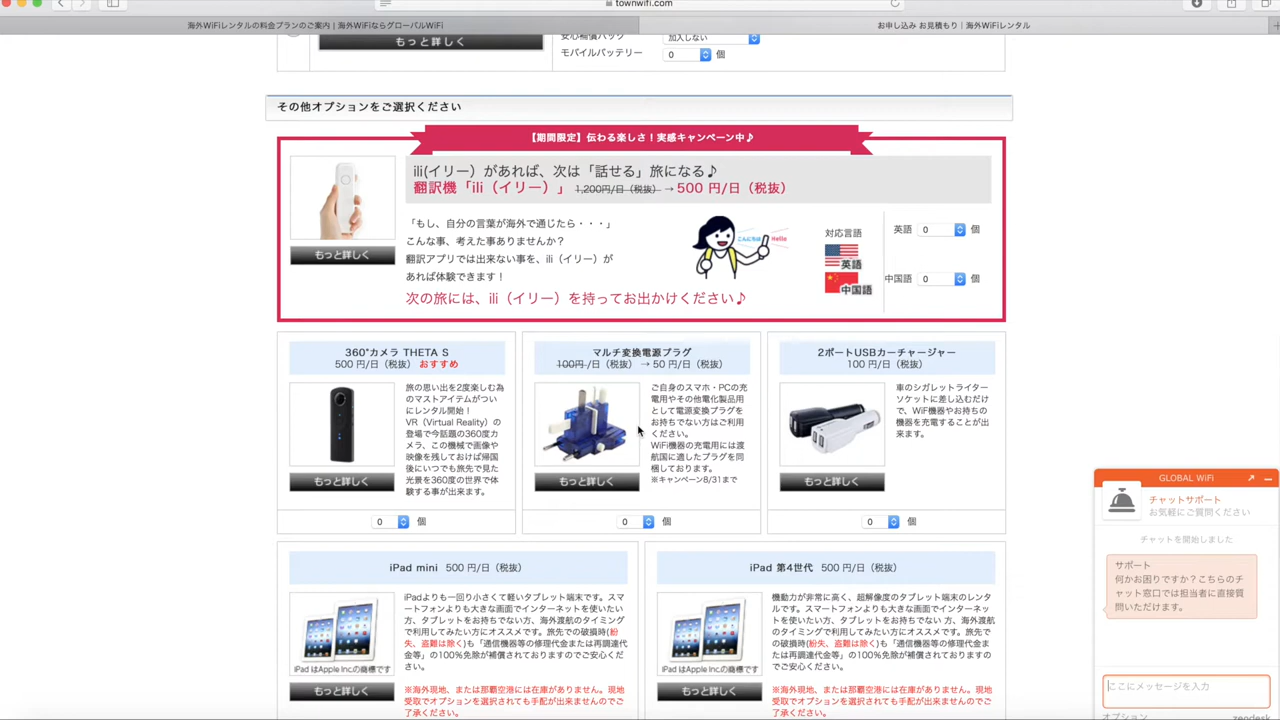 townwifi.com
海外WiFiレンタルの料金プランのご案内 | 海外WiFiならグローバルWiFi
お申し込み お見積もり | 海外WiFiレンタル
もっと詳しく
安心補償パック
加入しない
モバイルバッテリー
0
個
その他オプションをご選択ください
【期間限定】伝わる楽しさ！実感キャンペーン中♪
ili(イリー）があれば、次は「話せる」旅になる♪
翻訳機「ili（イリー）」 1,200円/日（税抜） → 500 円/日（税抜）
「もし、自分の言葉が海外で通じたら・・・」
こんな事、考えた事ありませんか？
翻訳アプリでは出来ない事を、ili（イリー）が
あれば体験できます！
次の旅には、ili（イリー）を持ってお出かけください♪
もっと詳しく
こんにちは
Hello
対応言語
英語
中国語
英語 0 個
中国語 0 個
360°カメラ THETA S
500 円/日（税抜） おすすめ
旅の思い出を2度楽しむ為
のマストアイテムがつい
にレンタル開始！
VR（Virtual Reality）の
登場で今話題の360度カ
メラ、この機械で画像や
映像を残しておけば帰国
後にいつでも旅先で見た
光景を360度の世界で体
験する事が出来ます。
もっと詳しく
0 個
マルチ変換電源プラグ
100円 /日（税抜） → 50 円/日（税抜）
ご自身のスマホ・PCの充
電用やその他電化製品用
として電源変換プラグを
お持ちでない方はご利用
ください。
WiFi機器の充電用には渡
航国に適したプラグを同
梱しております。
※キャンペーン8/31まで
もっと詳しく
0 個
2ポートUSBカーチャージャー
100 円/日（税抜）
車のシガレットライター
ソケットに差し込むだけ
で、WiFi機器やお持ちの
機器を充電することが出
来ます。
もっと詳しく
0 個
iPad mini 500 円/日（税抜）
iPadよりも一回り小さくて軽いタブレット端末です。スマ
ートフォンよりも大きな画面でインターネットを使いたい
方、タブレットをお持ちでない方、海外渡航のタイミング
で利用してみたい方にオススメです。旅先での破損時(紛
失、盗難は除く)も「通信機器等の修理代金または再調達代
金等」の100%免除が補償されておりますのでご安心くだ
さい。
iPad はApple Inc.の商標です
もっと詳しく
※海外現地、または那覇空港には在庫がありません。現地
受取でオプションを選択されても手配が出来かねますので
ご了承ください。
iPad 第4世代 500 円/日（税抜）
機動力が非常に高く、超解像度のタブレット端末のレンタ
ルです。スマートフォンよりも大きな画面でインターネッ
トを使いたい方、タブレットをお持ちでない 方、海外渡航
のタイミングで利用してみたい方にオススメです。旅先で
の破損時(紛失、盗難は除く)も「通信機器等の修理代金ま
たは再調達代金等」の100%免除が補償されておりますの
でご安心ください。
iPad はApple Inc.の商標です
もっと詳しく
※海外現地、または那覇空港には在庫がありません。現地
受取でオプションを選択されても手配が出来かねますので
ご了承ください。
GLOBAL WiFi
チャットサポート
お気軽にご質問ください
チャットを開始しました
サポート
何かお困りですか？こちらのチ
ャット窓口では担当者に直接質
問いただけます。
ここにメッセージを入力
オプション
zendesk